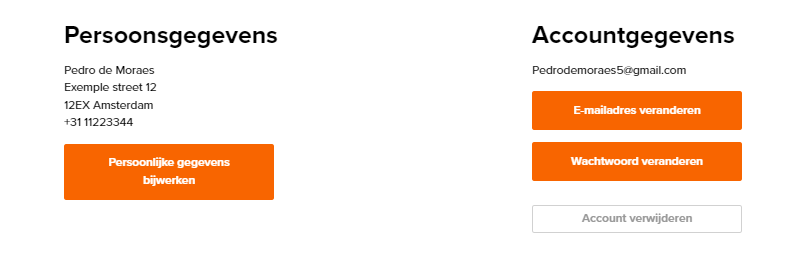 Persoonsgegevens
Pedro de Moraes
Exemple street 12
12EX Amsterdam
+31 11223344
Persoonlijke gegevens
bijwerken
Accountgegevens
Pedrodemoraes5@gmail.com
E-mailadres veranderen
Wachtwoord veranderen
Account verwijderen